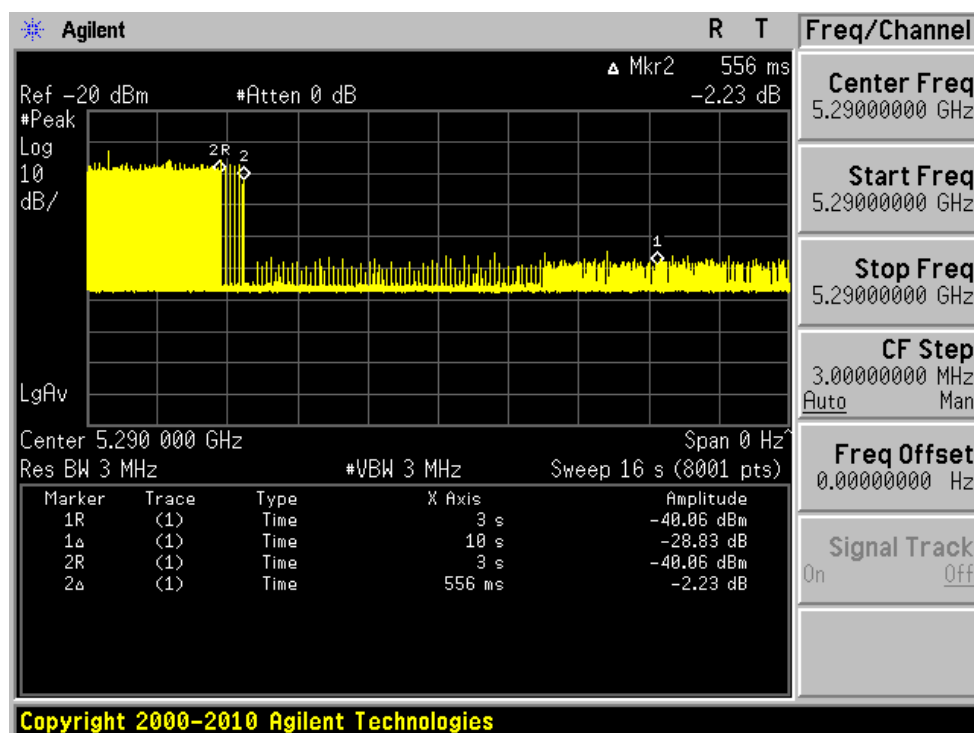 Agilent R T Freq/Channel
Δ Mkr2 556 ms
Ref -20 dBm #Atten 0 dB -2.23 dB
#Peak
Log
10
dB/
2R 2
1
LgAv
Center 5.290 000 GHz Span 0 Hz^
Res BW 3 MHz #VBW 3 MHz Sweep 16 s (8001 pts)
Marker Trace Type X Axis Amplitude
1R (1) Time 3 s -40.06 dBm
1Δ (1) Time 10 s -28.83 dB
2R (1) Time 3 s -40.06 dBm
2Δ (1) Time 556 ms -2.23 dB
Center Freq
5.29000000 GHz
Start Freq
5.29000000 GHz
Stop Freq
5.29000000 GHz
CF Step
3.00000000 MHz
Auto Man
Freq Offset
0.00000000 Hz
Signal Track
On Off
Copyright 2000-2010 Agilent Technologies